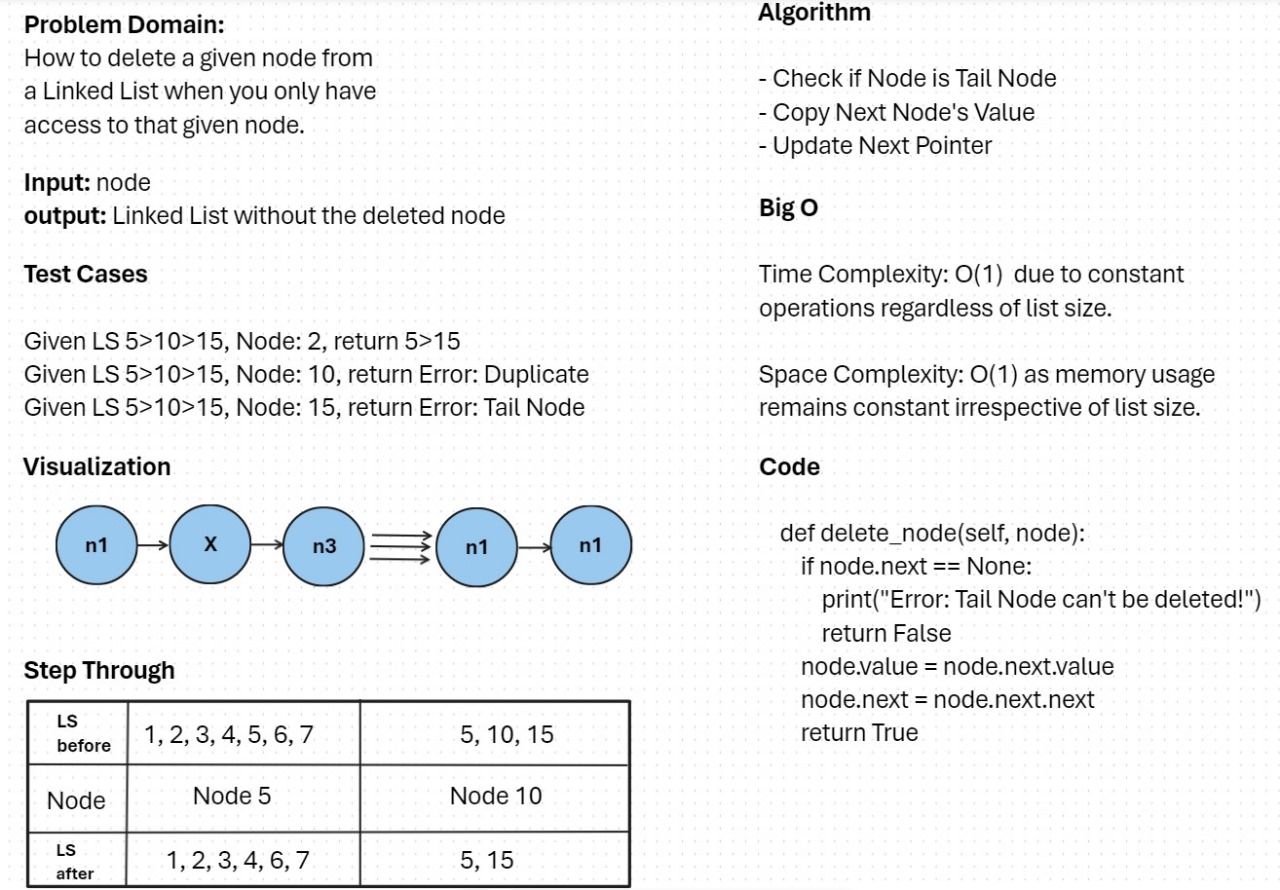 Problem Domain:
How to delete a given node from
a Linked List when you only have
access to that given node.
Input: node
output: Linked List without the deleted node
Test Cases
Given LS 5>10>15, Node: 2, return 5>15
Given LS 5>10>15, Node: 10, return Error: Duplicate
Given LS 5>10>15, Node: 15, return Error: Tail Node
Visualization
n1
X
n3
n1
n1
Step Through
LS
before
1, 2, 3, 4, 5, 6, 7
5, 10, 15
Node
Node 5
Node 10
LS
after
1, 2, 3, 4, 6, 7
5, 15
Algorithm
- Check if Node is Tail Node
- Copy Next Node's Value
- Update Next Pointer
Big O
Time Complexity: O(1) due to constant
operations regardless of list size.
Space Complexity: O(1) as memory usage
remains constant irrespective of list size.
Code
def delete_node(self, node):
if node.next == None:
print("Error: Tail Node can't be deleted!")
return False
node.value = node.next.value
node.next = node.next.next
return True